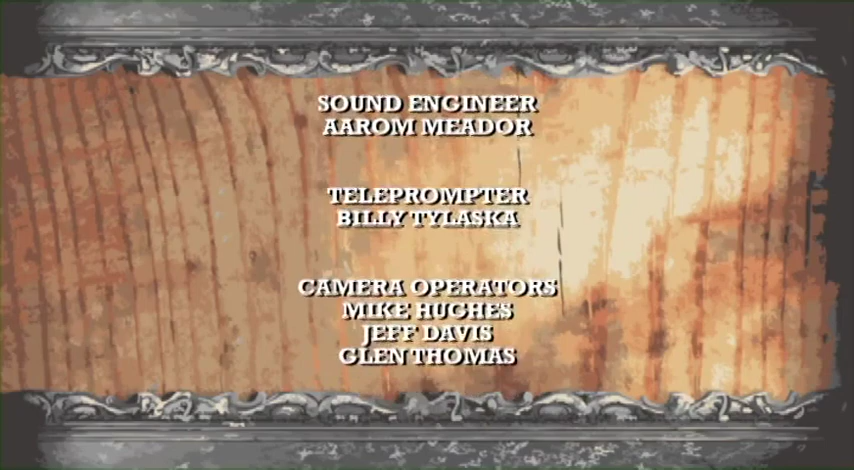 SOUND ENGINEER
AAROM MEADOR
TELEPROMPTER
BILLY TYLASKA
CAMERA OPERATORS
MIKE HUGHES
JEFF DAVIS
GLEN THOMAS